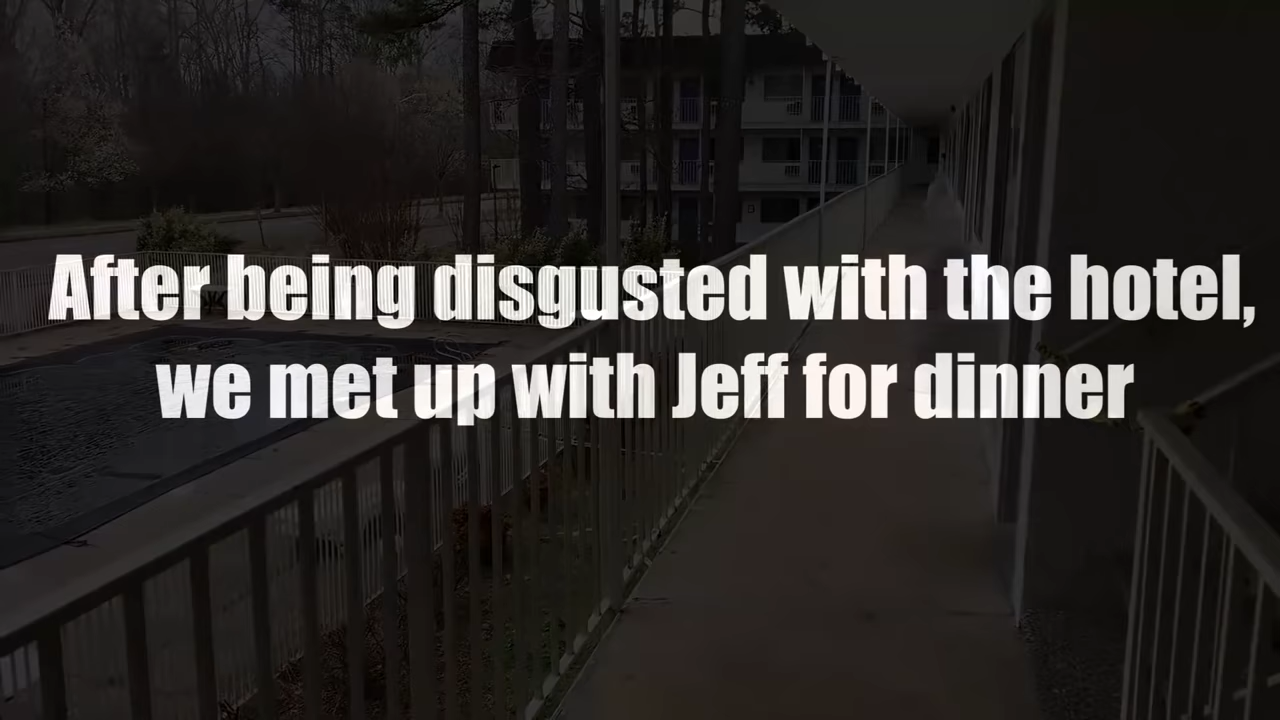 After being disgusted with the hotel,
we met up with Jeff for dinner